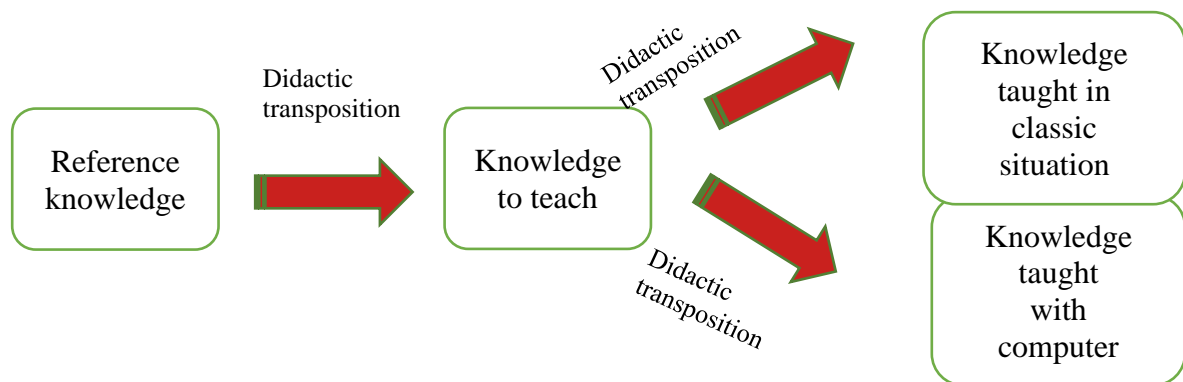 Didactic
transposition
Reference
knowledge
Knowledge
to teach
Didactic
transposition
Didactic
transposition
Knowledge
taught in
classic
situation
Knowledge
taught
with
computer